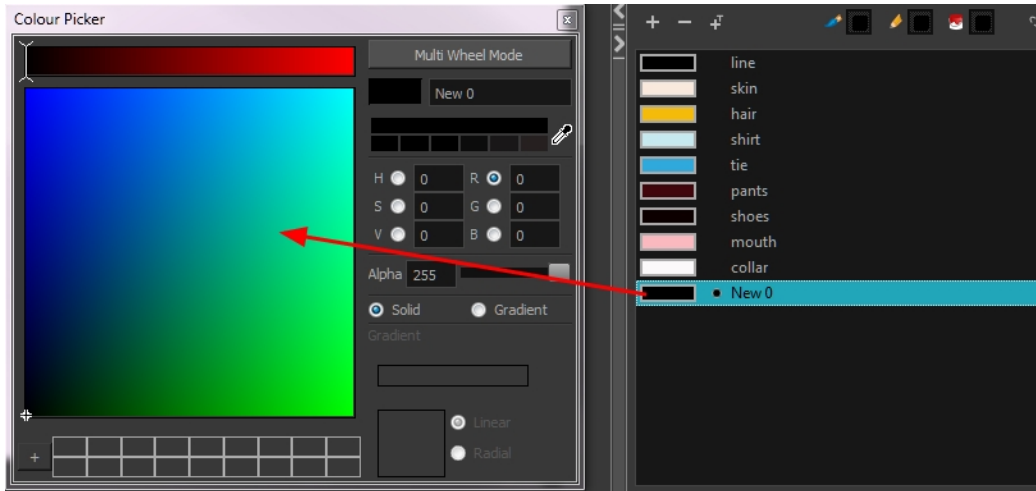 Colour Picker
Multi Wheel Mode
New 0
H 0 R 0
S 0 G 0
V 0 B 0
Alpha 255
Solid Gradient
Gradient
Linear
Radial
line
skin
hair
shirt
tie
pants
shoes
mouth
collar
New 0